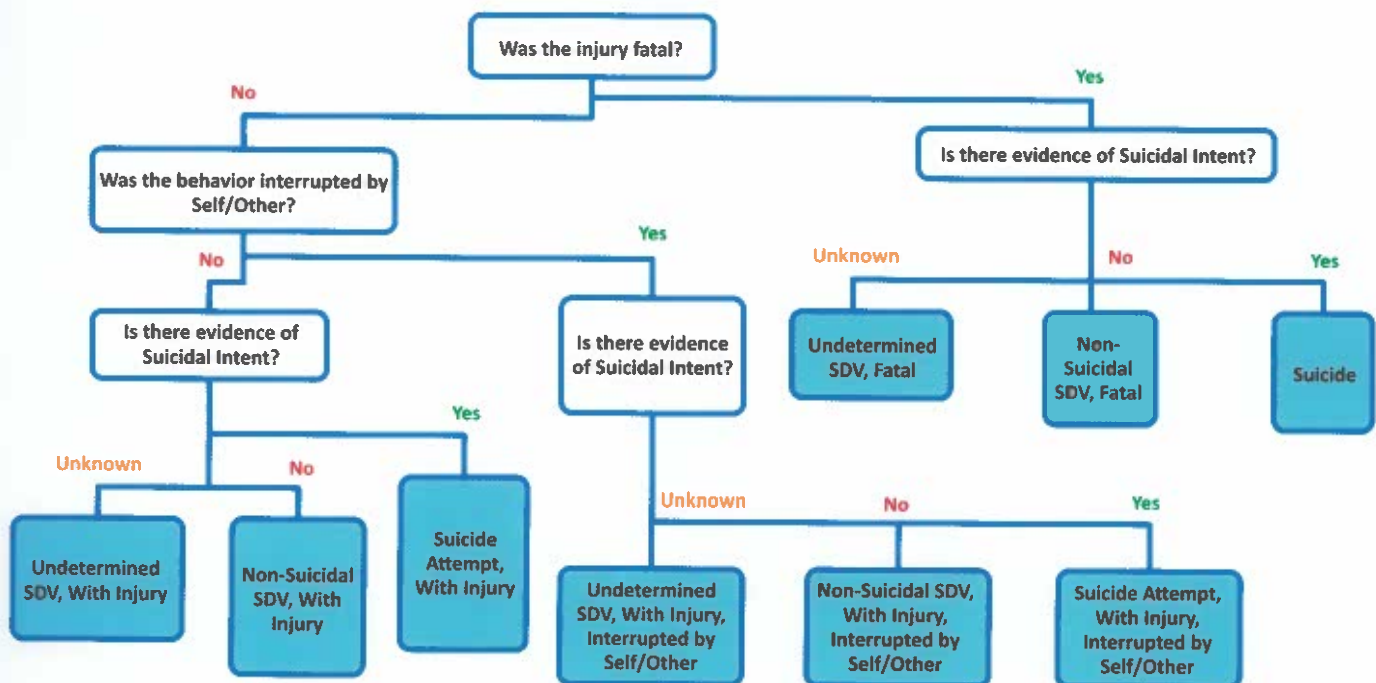 Was the injury fatal?
No
Yes
Was the behavior interrupted by
Self/Other?
Is there evidence of Suicidal Intent?
No
Yes
Unknown
No
Yes
Is there evidence of
Suicidal Intent?
Is there evidence
of Suicidal Intent?
Undetermined
SDV, Fatal
Non-
Suicidal
SDV, Fatal
Suicide
Unknown
No
Yes
Unknown
No
Yes
Undetermined
SDV, With Injury
Non-Suicidal
SDV, With
Injury
Suicide
Attempt,
With Injury
Undetermined
SDV, With Injury,
Interrupted by
Self/Other
Non-Suicidal SDV,
With Injury,
Interrupted by
Self/Other
Suicide Attempt,
With Injury,
Interrupted by
Self/Other